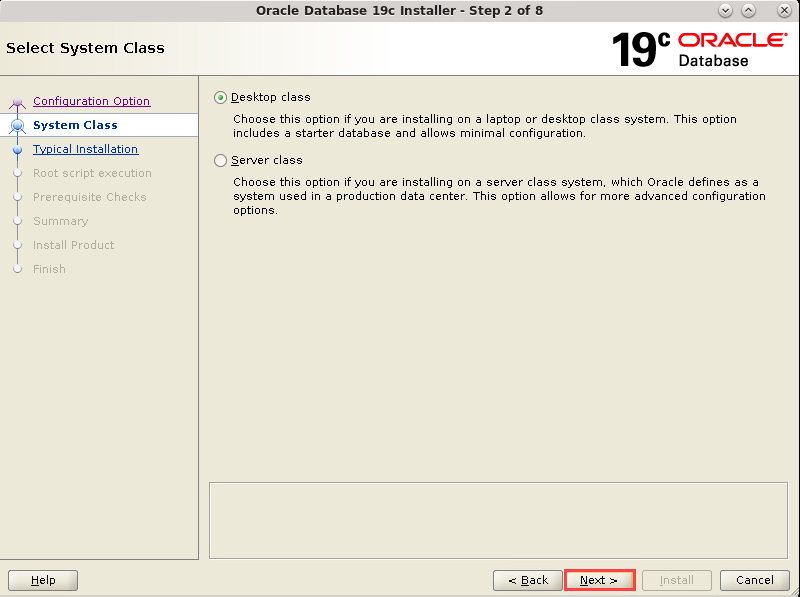 Oracle Database 19c Installer - Step 2 of 8
Select System Class
19c ORACLE
Database
Configuration Option
System Class
Typical Installation
Root script execution
Prerequisite Checks
Summary
Install Product
Finish
Desktop class
Choose this option if you are installing on a laptop or desktop class system. This option
includes a starter database and allows minimal configuration.
Server class
Choose this option if you are installing on a server class system, which Oracle defines as a
system used in a production data center. This option allows for more advanced configuration
options.
Help
< Back
Next >
Install
Cancel